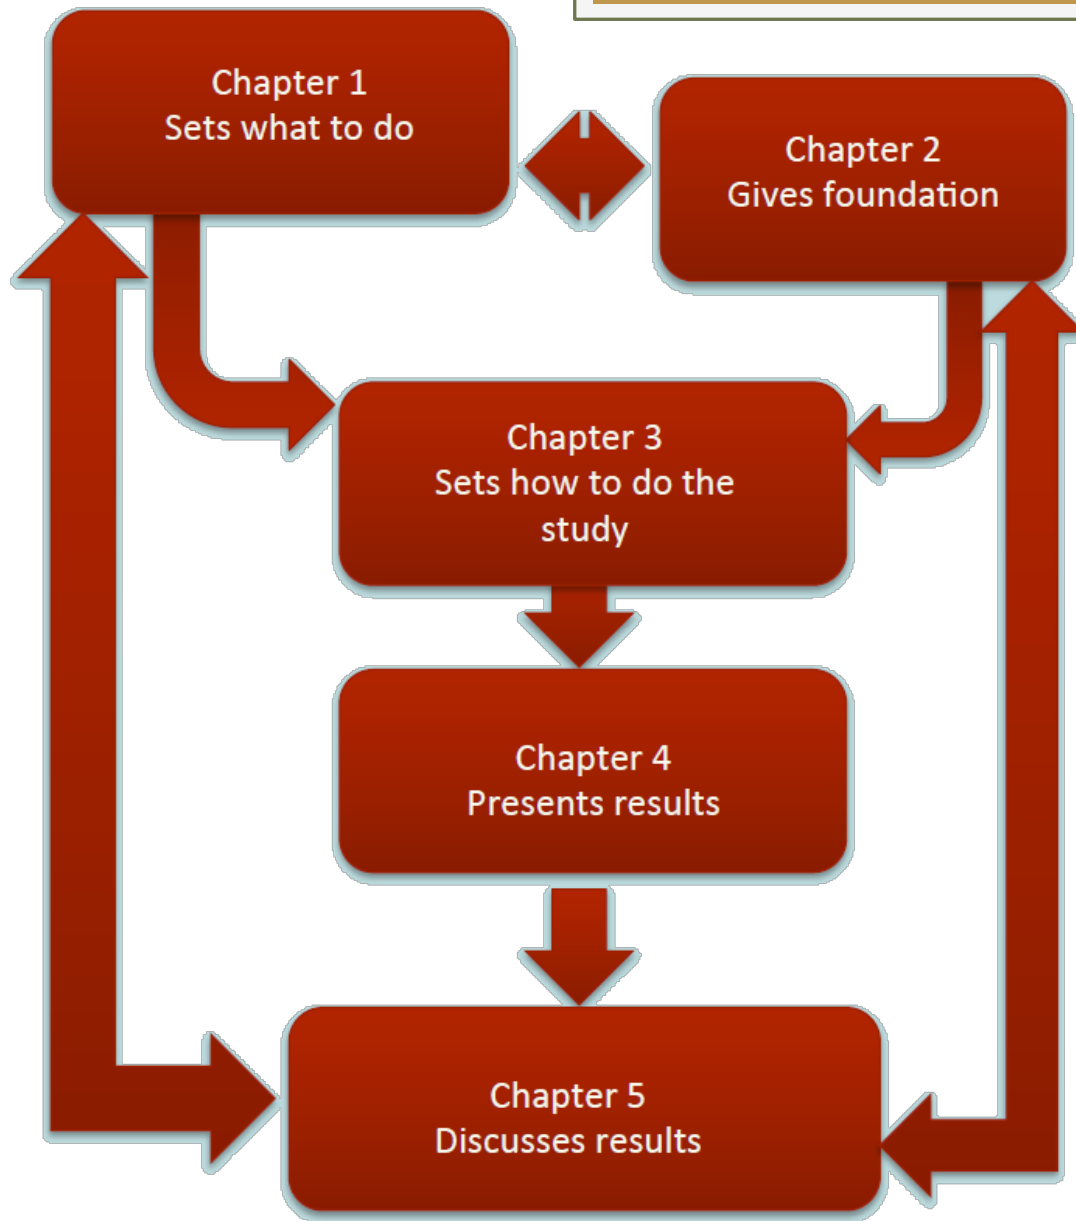 Chapter 1
Sets what to do
Chapter 2
Gives foundation
Chapter 3
Sets how to do the
study
Chapter 4
Presents results
Chapter 5
Discusses results